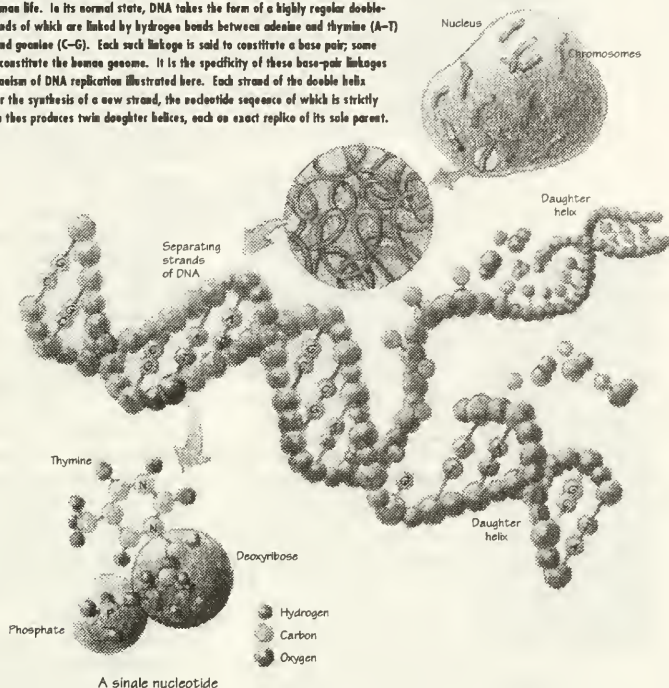 man life. In its normal state, DNA takes the form of a highly regular double-
nds of which are linked by hydrogen bonds between adenine and thymine (A–T)
nd guanine (C–G). Each such linkage is said to constitute a base pair; some
constitute the human genome. It is the specificity of these base-pair linkages
anism of DNA replication illustrated here. Each strand of the double helix
r the synthesis of a new strand, the nucleotide sequence of which is strictly
thus produces twin daughter helices, each an exact replica of its sole parent.
Nucleus
Chromosomes
Daughter
helix
Separating
strands
of DNA
Thymine
N
N
Deoxyribose
Daughter
helix
Phosphate
P
Hydrogen
Carbon
Oxygen
A single nucleotide